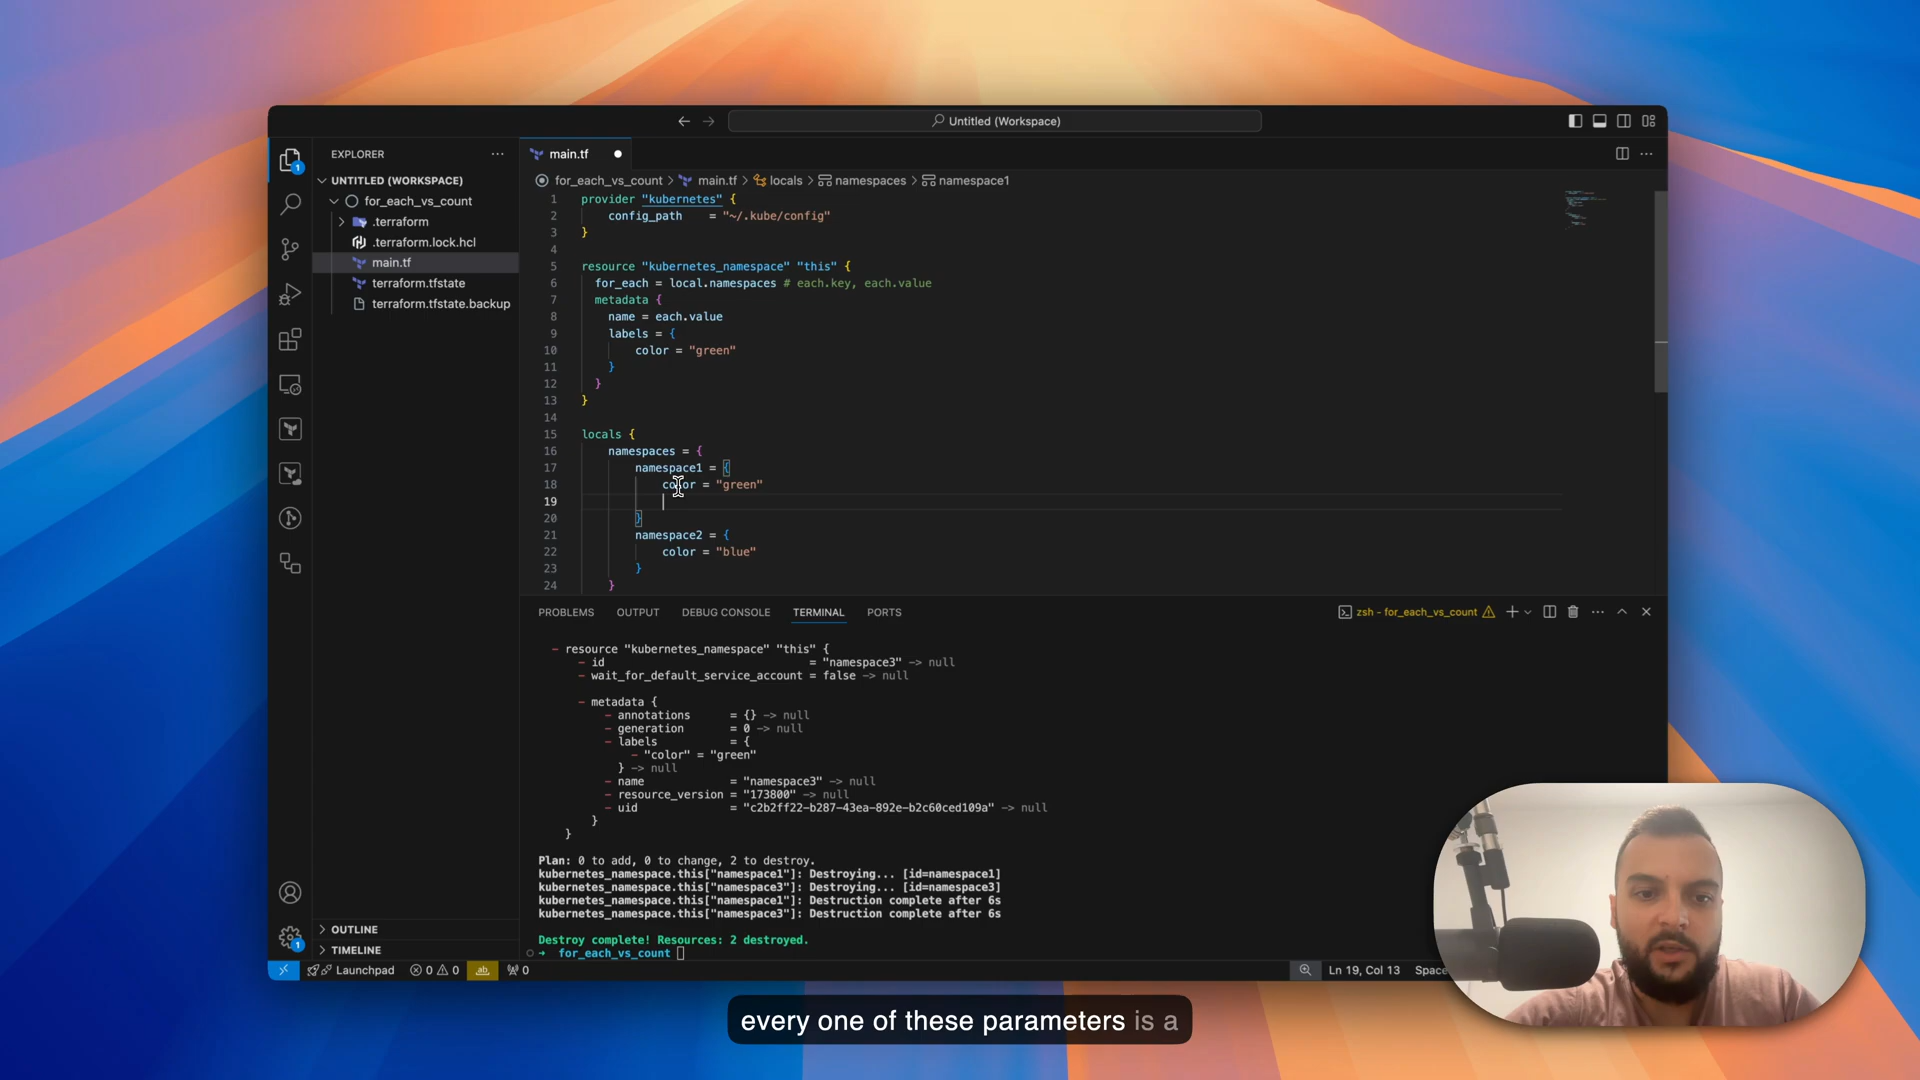 Untitled (Workspace)
EXPLORER
main.tf
UNTITLED (WORKSPACE)
for_each_vs_count
.terraform
.terraform.lock.hcl
main.tf
terraform.tfstate
terraform.tfstate.backup
OUTLINE
TIMELINE
for_each_vs_count > main.tf > locals > namespaces > namespace1
1 provider "kubernetes" {
2 config_path = "~/.kube/config"
3 }
4
5 resource "kubernetes_namespace" "this" {
6 for_each = local.namespaces # each.key, each.value
7 metadata {
8 name = each.value
9 labels = {
10 color = "green"
11 }
12 }
13 }
14
15 locals {
16 namespaces = {
17 namespace1 = {
18 color = "green"
19
20 }
21 namespace2 = {
22 color = "blue"
23 }
24 }
PROBLEMS OUTPUT DEBUG CONSOLE TERMINAL PORTS
zsh - for_each_vs_count
- resource "kubernetes_namespace" "this" {
- id = "namespace3" -> null
- wait_for_default_service_account = false -> null
- metadata {
- annotations = {} -> null
- generation = 0 -> null
- labels = {
- "color" = "green"
} -> null
- name = "namespace3" -> null
- resource_version = "173800" -> null
- uid = "c2b2ff22-b287-43ea-892e-b2c60ced109a" -> null
}
}
Plan: 0 to add, 0 to change, 2 to destroy.
kubernetes_namespace.this["namespace1"]: Destroying... [id=namespace1]
kubernetes_namespace.this["namespace3"]: Destroying... [id=namespace3]
kubernetes_namespace.this["namespace1"]: Destruction complete after 6s
kubernetes_namespace.this["namespace3"]: Destruction complete after 6s
Destroy complete! Resources: 2 destroyed.
→ for_each_vs_count
Launchpad 0 0 ab 0
Ln 19, Col 13 Space
every one of these parameters is a